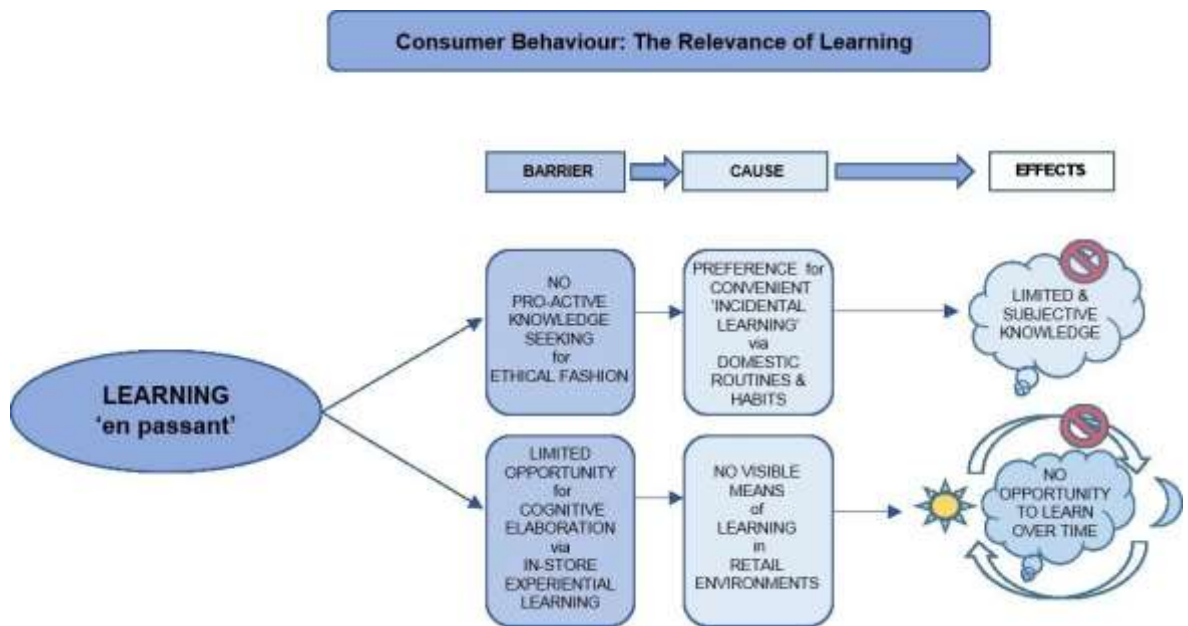 Consumer Behaviour: The Relevance of Learning
BARRIER
CAUSE
EFFECTS
LEARNING
'en passant'
NO
PRO-ACTIVE
KNOWLEDGE
SEEKING
for
ETHICAL FASHION
PREFERENCE for
CONVENIENT
'INCIDENTAL
LEARNING'
via
DOMESTIC
ROUTINES &
HABITS
LIMITED &
SUBJECTIVE
KNOWLEDGE
LIMITED
OPPORTUNITY
for
COGNITIVE
ELABORATION
via
IN-STORE
EXPERIENTIAL
LEARNING
NO VISIBLE
MEANS
of
LEARNING
in
RETAIL
ENVIRONMENTS
NO
OPPORTUNITY
TO LEARN
OVER TIME